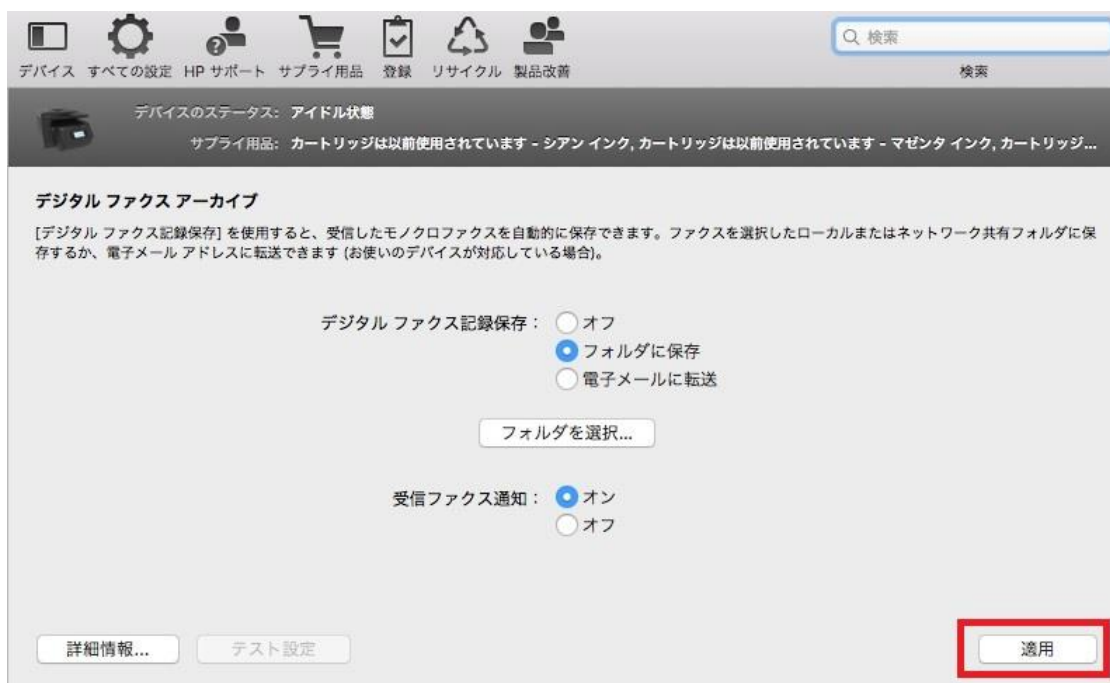 デバイス すべての設定 HP サポート サプライ用品 登録 リサイクル 製品改善
検索
検索
デバイスのステータス: アイドル状態
サプライ用品: カートリッジは以前使用されています - シアン インク, カートリッジは以前使用されています - マゼンタ インク, カートリッジ...
デジタル ファクス アーカイブ
[デジタル ファクス記録保存] を使用すると、受信したモノクロファクスを自動的に保存できます。ファクスを選択したローカルまたはネットワーク共有フォルダに保
存するか、電子メール アドレスに転送できます (お使いのデバイスが対応している場合)。
デジタル ファクス記録保存： オフ
フォルダに保存
電子メールに転送
フォルダを選択...
受信ファクス通知： オン
オフ
詳細情報... テスト設定 適用